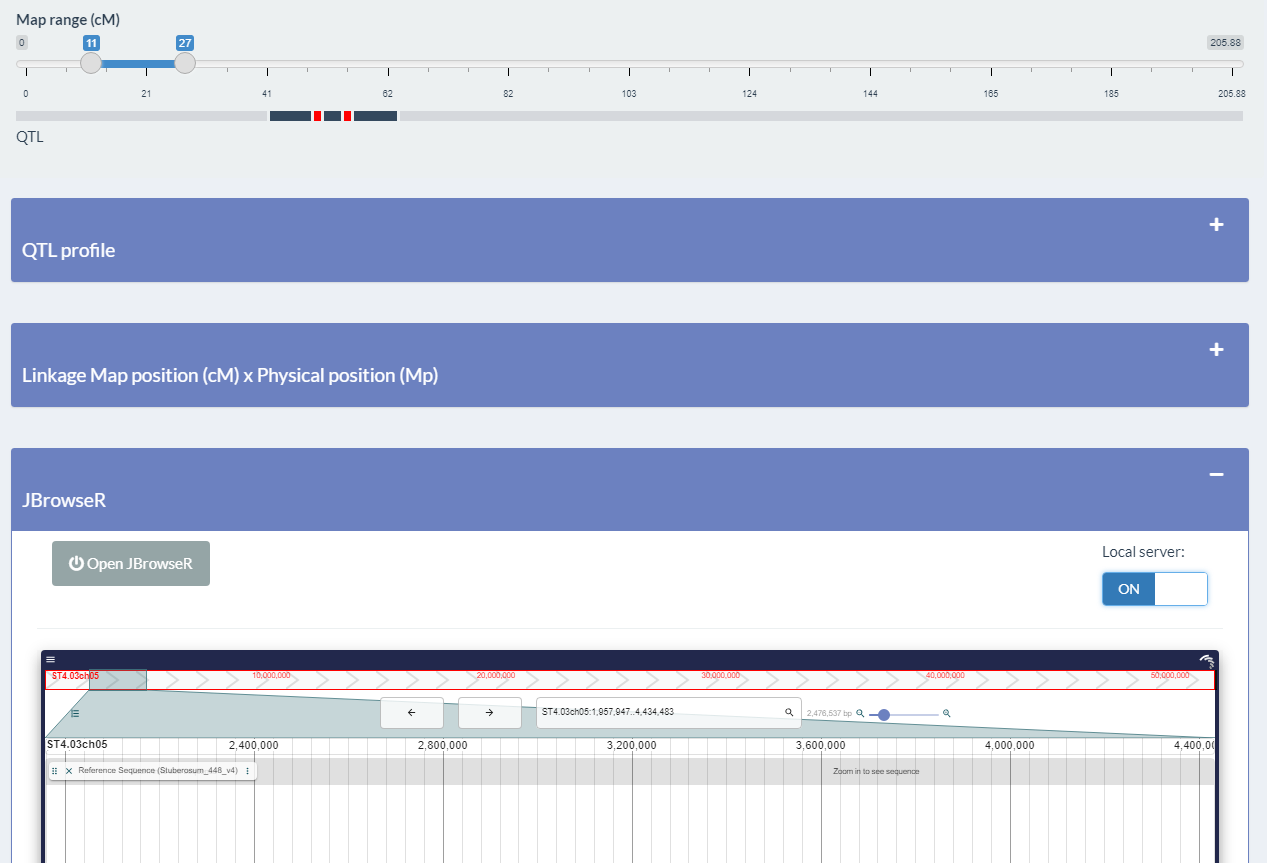 Map range (cM)
0 11 27 205.88
0 21 41 62 82 103 124 144 165 185 205.88
QTL
+
QTL profile
+
Linkage Map position (cM) x Physical position (Mp)
−
JBrowseR
Open JBrowseR
Local server:
ON
ST4.03ch05 10,000,000 20,000,000 30,000,000 40,000,000 50,000,000
ST4.03ch05:1,957,947..4,434,483 2,476,537 bp
ST4.03ch05 2,400,000 2,800,000 3,200,000 3,600,000 4,000,000 4,400,0
Reference Sequence (Stuberosum_448_v4) Zoom in to see sequence